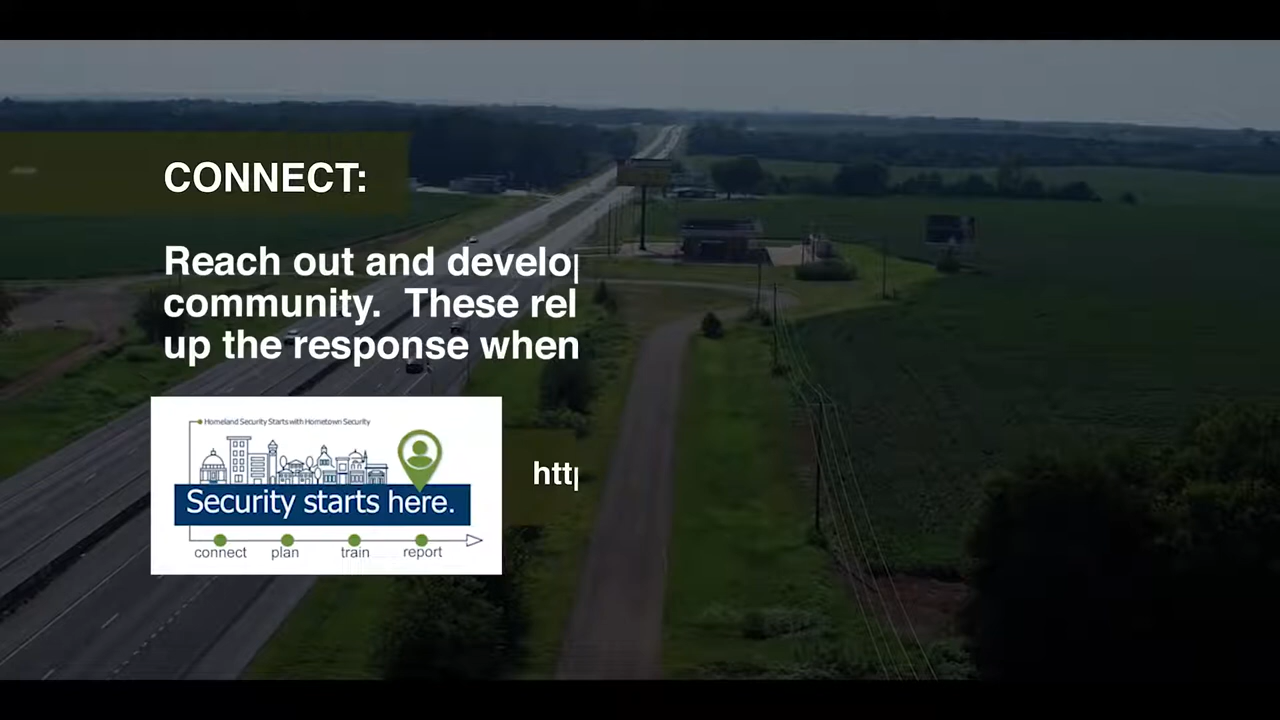 CONNECT:
Reach out and develo
community.  These rel
up the response when
Homeland Security Starts with Hometown Security
Security starts here.
connect plan train report